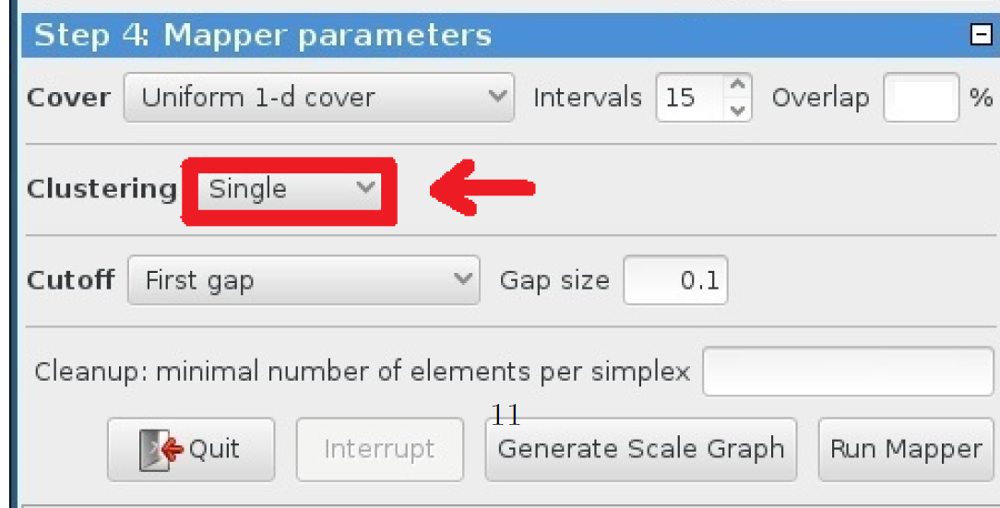 Step 4: Mapper parameters
Cover Uniform 1-d cover Intervals 15 Overlap %
Clustering Single
Cutoff First gap Gap size 0.1
Cleanup: minimal number of elements per simplex
11
Quit Interrupt Generate Scale Graph Run Mapper